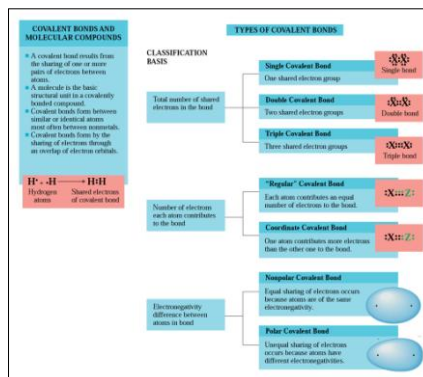 COVALENT BONDS AND
MOLECULAR COMPOUNDS
A covalent bond results from
the sharing of one or more
pairs of electrons between
atoms.
A molecule is the basic
structural unit in a covalently
bonded compound.
Covalent bonds form between
similar or identical atoms
most often between nonmetals.
Covalent bonds form by the
sharing of electrons through
an overlap of electron orbitals.
H· ·H → H:H
Hydrogen
atoms
Shared electrons
of covalent bond
TYPES OF COVALENT BONDS
CLASSIFICATION
BASIS
Total number of shared
electrons in the bond
Single Covalent Bond
One shared electron group
Single bond
Double Covalent Bond
Two shared electron groups
Double bond
Triple Covalent Bond
Three shared electron groups
Triple bond
Number of electrons
each atom contributes
to the bond
"Regular" Covalent Bond
Each atom contributes an equal
number of electrons to the bond.
Coordinate Covalent Bond
One atom contributes more electrons
than the other one to the bond.
Electronegativity
difference between
atoms in bond
Nonpolar Covalent Bond
Equal sharing of electrons occurs
because atoms are of the same
electronegativity.
Polar Covalent Bond
Unequal sharing of electrons
occurs because atoms have
different electronegativities.